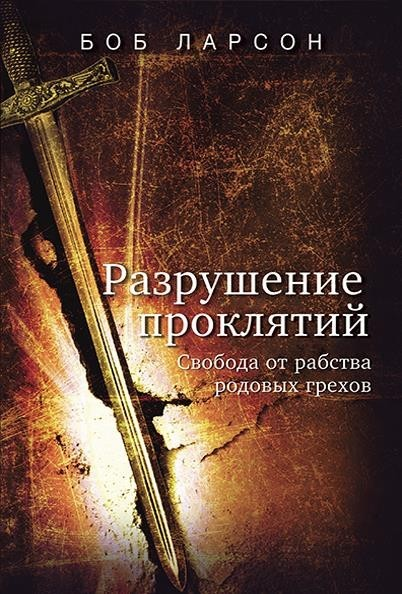 БОБ ЛАРСОН
Разрушение
проклятий
Свобода от рабства
родовых грехов